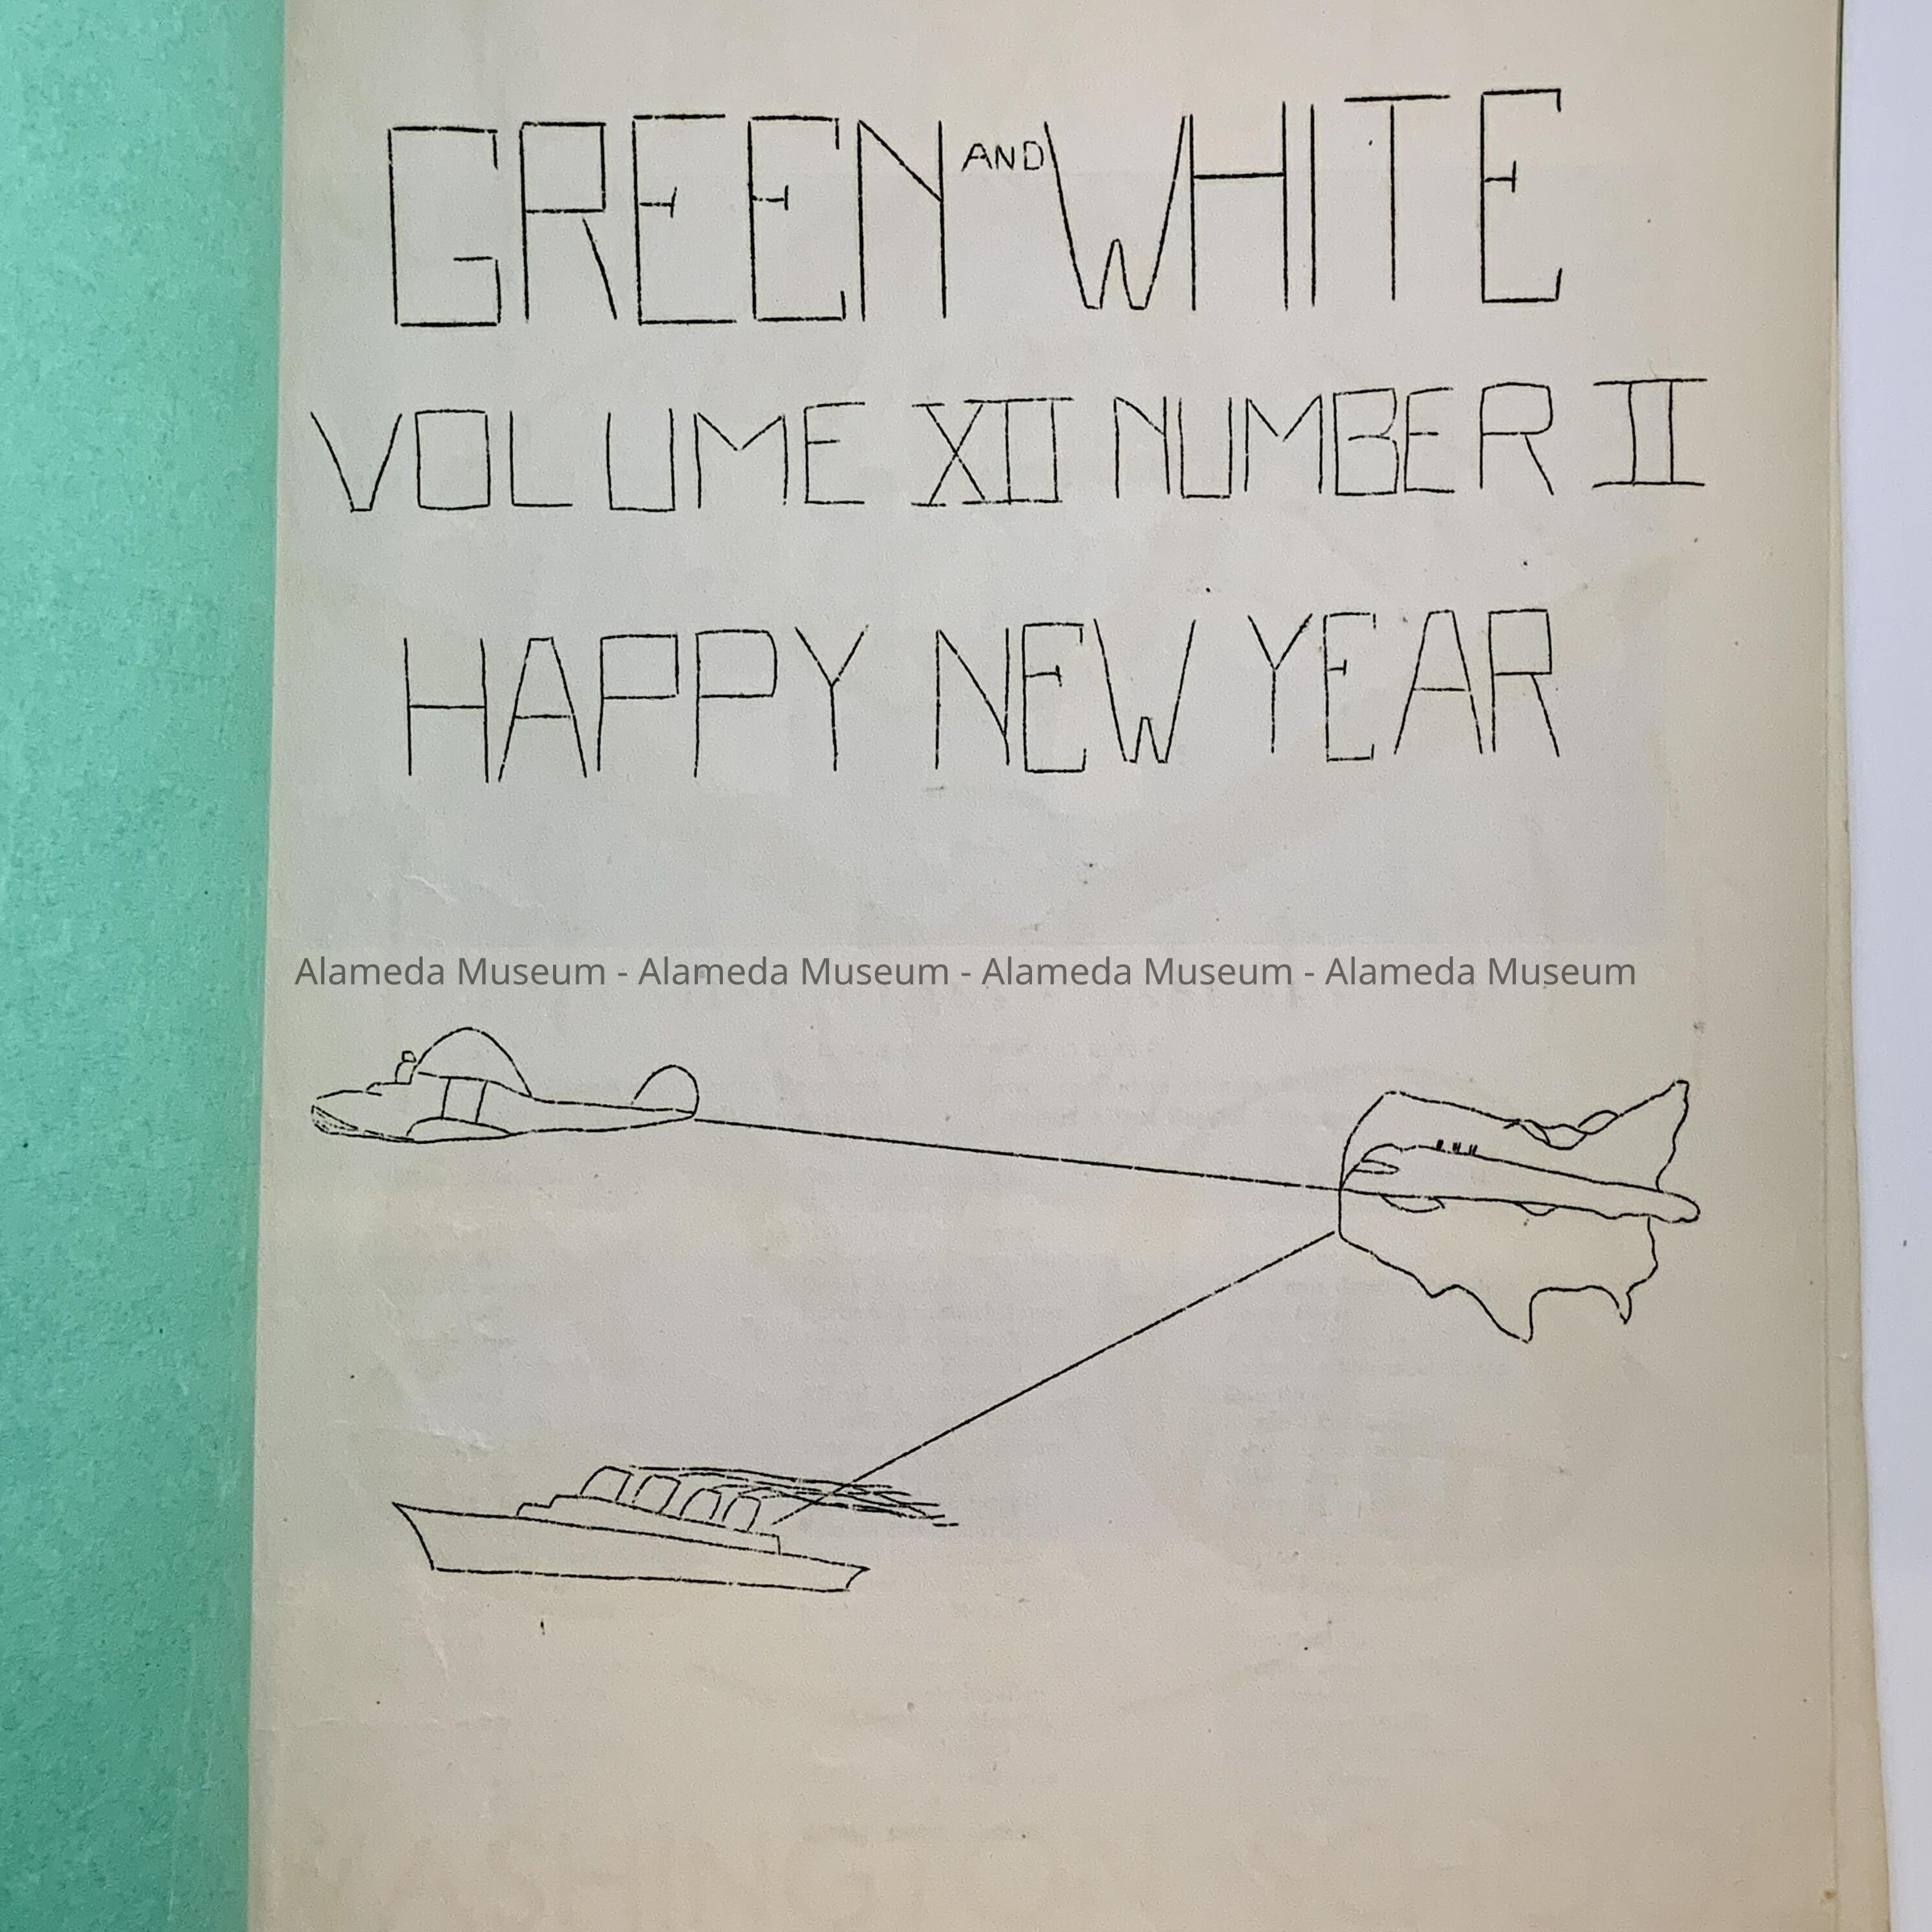 GREEN AND WHITE
VOLUME XII NUMBER II
HAPPY NEW YEAR
Alameda Museum - Alameda Museum - Alameda Museum - Alameda Museum